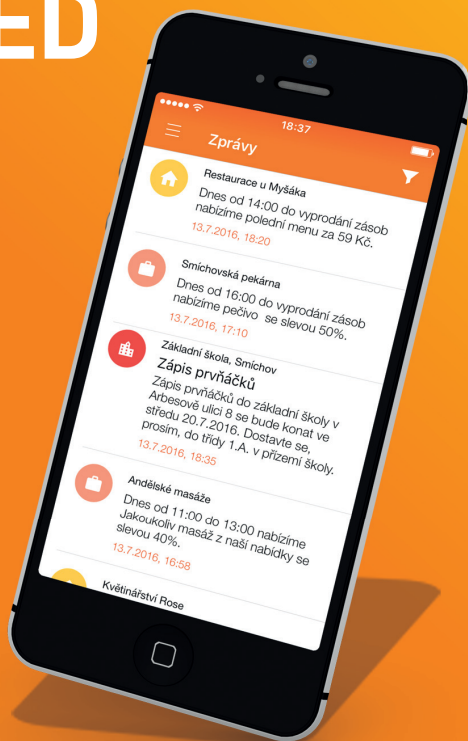 ED
18:37
Zprávy
Restaurace u Myšáka
Dnes od 14:00 do vyprodání zásob
nabízíme polední menu za 59 Kč.
13.7.2016, 18:20
Smíchovská pekárna
Dnes od 16:00 do vyprodání zásob
nabízíme pečivo se slevou 50%.
13.7.2016, 17:10
Základní škola, Smíchov
Zápis prvňáčků
Zápis prvňáčků do základní školy v
Arbesově ulici 8 se bude konat ve
středu 20.7.2016. Dostavte se,
prosím, do třídy 1.A. v přízemí školy.
13.7.2016, 18:35
Andělské masáže
Dnes od 11:00 do 13:00 nabízíme
Jakoukoliv masáž z naší nabídky se
slevou 40%.
13.7.2016, 16:58
Květinářství Rose